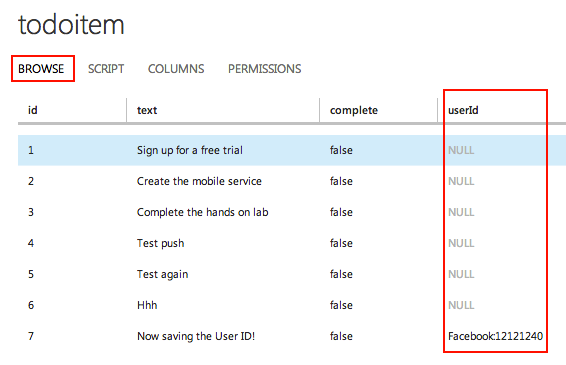 todoitem
BROWSE SCRIPT COLUMNS PERMISSIONS
id text complete userId
1 Sign up for a free trial false NULL
2 Create the mobile service false NULL
3 Complete the hands on lab false NULL
4 Test push false NULL
5 Test again false NULL
6 Hhh false NULL
7 Now saving the User ID! false Facebook:12121240